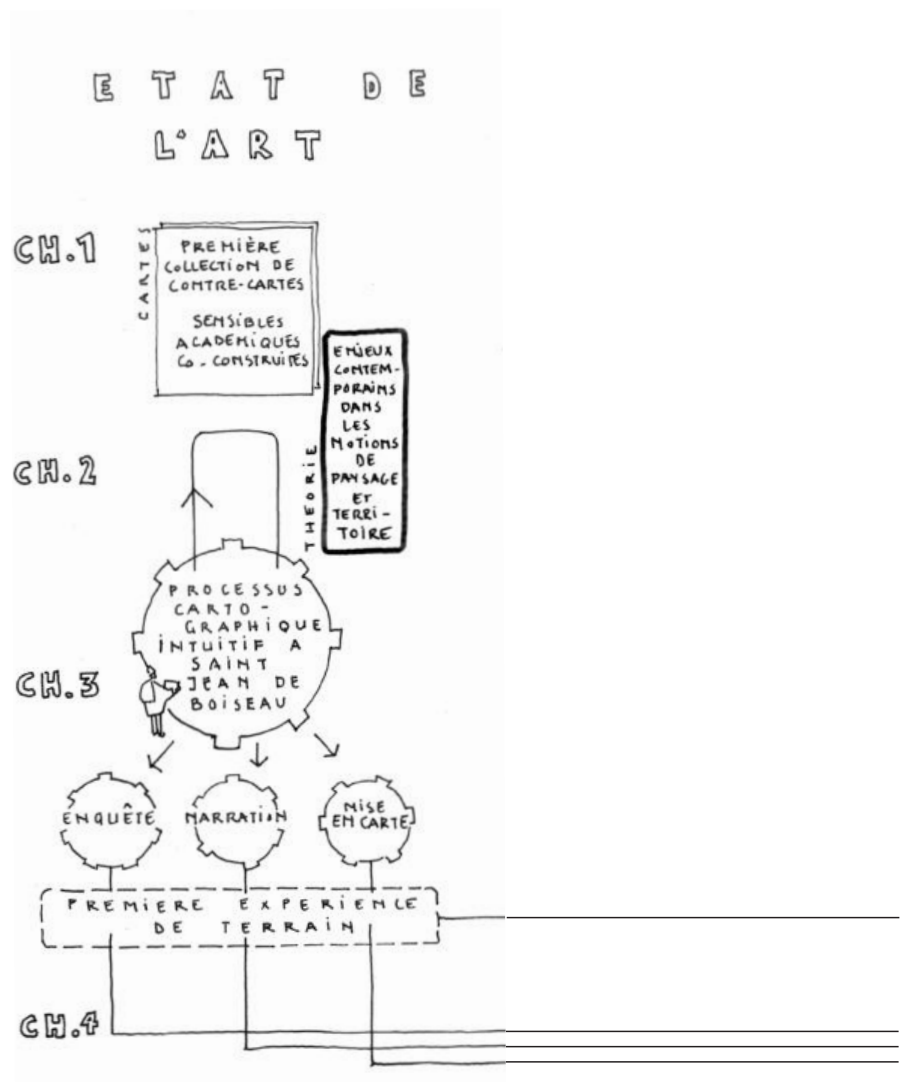 ETAT DE
L'ART
CH.1
CARTES
PREMIÈRE
COLLECTION DE
CONTRE-CARTES
SENSIBLES
ACADEMIQUES
CO-CONSTRUITES
ENJEUX
CONTEM-
PORAINS
DANS
LES
NOTIONS
DE
PAYSAGE
ET
TERRI-
TOIRE
THEORIE
CH.2
PROCESSUS
CARTO-
GRAPHIQUE
INTUITIF A
SAINT
JEAN DE
BOISEAU
CH.3
ENQUÊTE
NARRATION
MISE
EN CARTE
PREMIERE EXPERIENCE
DE TERRAIN
CH.4